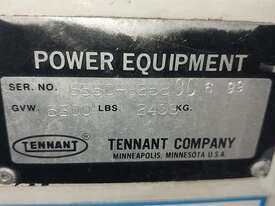 POWER EQUIPMENT
SER. NO.
GVW. LBS. KG.
TENNANT TENNANT COMPANY
MINNEAPOLIS, MINNESOTA U.S.A.